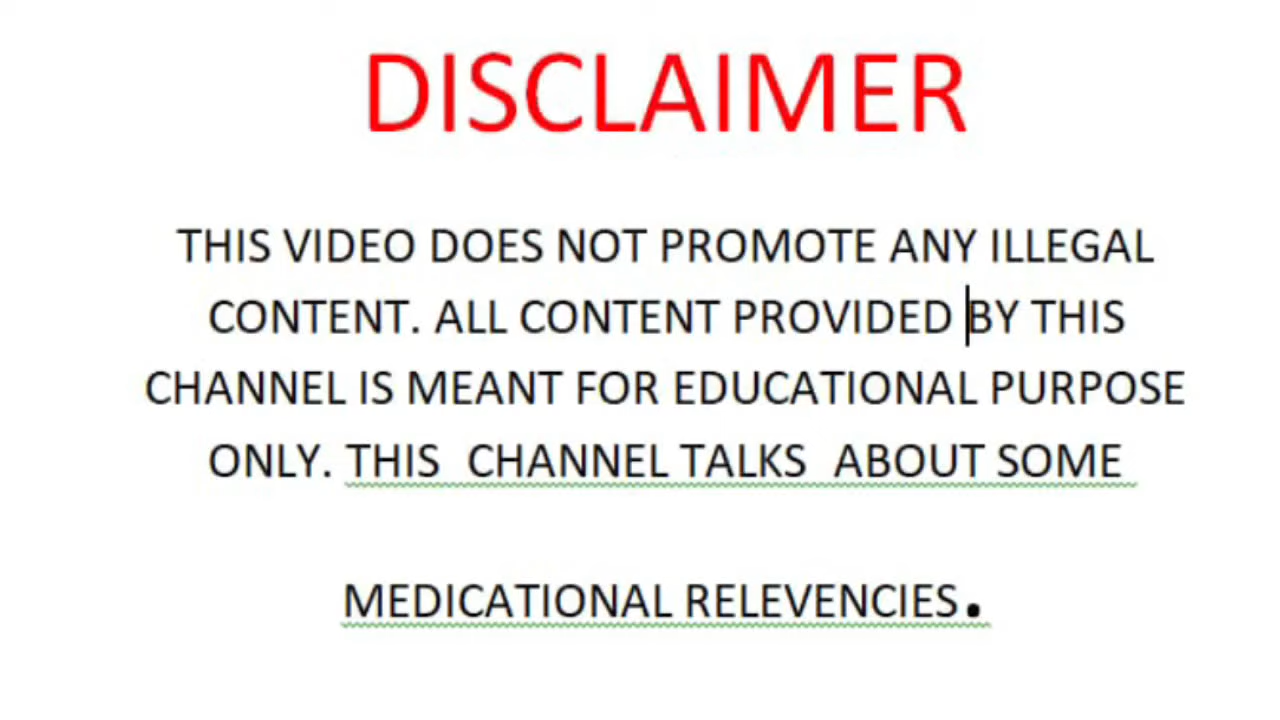 DISCLAIMER
THIS VIDEO DOES NOT PROMOTE ANY ILLEGAL
CONTENT. ALL CONTENT PROVIDED BY THIS
CHANNEL IS MEANT FOR EDUCATIONAL PURPOSE
ONLY. THIS  CHANNEL TALKS  ABOUT SOME
MEDICATIONAL RELEVENCIES.